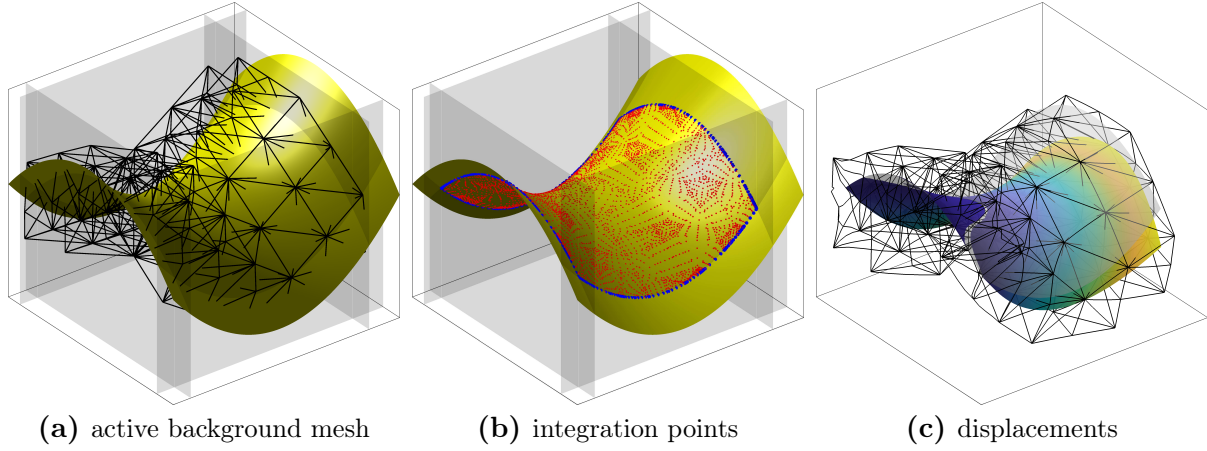 (a) active background mesh
(b) integration points
(c) displacements